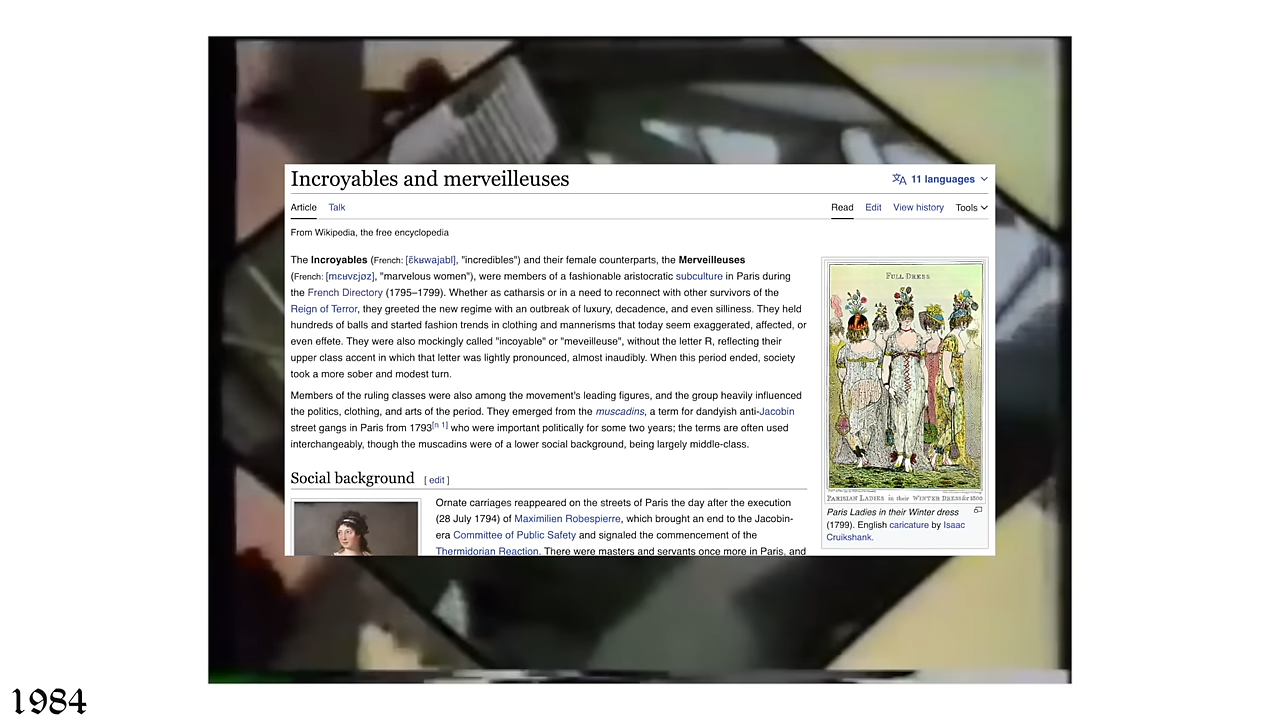 Incroyables and merveilleuses
11 languages
Article Talk
Read Edit View history Tools
From Wikipedia, the free encyclopedia
The Incroyables (French: [ɛ̃kʁwajabl], "incredibles") and their female counterparts, the Merveilleuses
(French: [mɛʁvɛjøz], "marvelous women"), were members of a fashionable aristocratic subculture in Paris during
the French Directory (1795–1799). Whether as catharsis or in a need to reconnect with other survivors of the
Reign of Terror, they greeted the new regime with an outbreak of luxury, decadence, and even silliness. They held
hundreds of balls and started fashion trends in clothing and mannerisms that today seem exaggerated, affected, or
even effete. They were also mockingly called "incoyable" or "meveilleuse", without the letter R, reflecting their
upper class accent in which that letter was lightly pronounced, almost inaudibly. When this period ended, society
took a more sober and modest turn.
Members of the ruling classes were also among the movement's leading figures, and the group heavily influenced
the politics, clothing, and arts of the period. They emerged from the muscadins, a term for dandyish anti-Jacobin
street gangs in Paris from 1793[n 1] who were important politically for some two years; the terms are often used
interchangeably, though the muscadins were of a lower social background, being largely middle-class.
Social background [ edit ]
Ornate carriages reappeared on the streets of Paris the day after the execution
(28 July 1794) of Maximilien Robespierre, which brought an end to the Jacobin-
era Committee of Public Safety and signaled the commencement of the
Thermidorian Reaction. There were masters and servants once more in Paris, and
FULL DRESS
PARISIAN LADIES in their WINTER DRESS for 1800
Paris Ladies in their Winter dress
(1799). English caricature by Isaac
Cruikshank.
1984